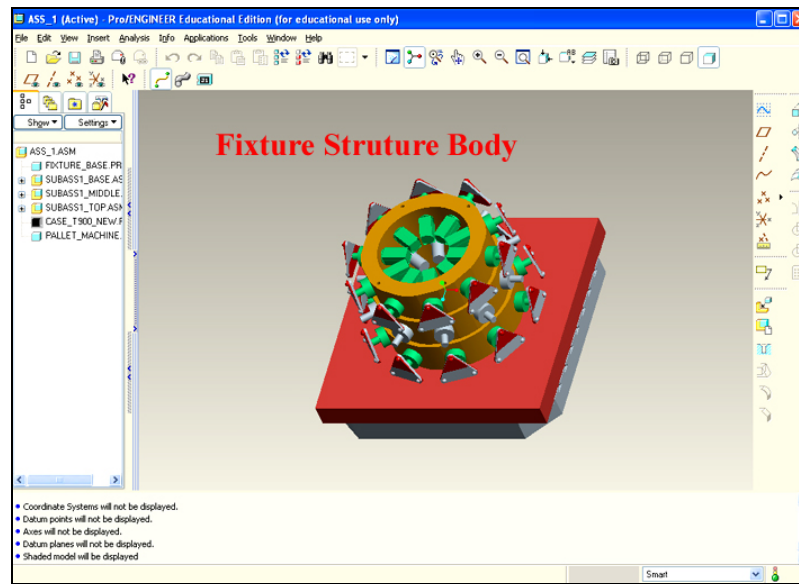 ASS_1 (Active) - Pro/ENGINEER Educational Edition (for educational use only)
File Edit View Insert Analysis Info Applications Tools Window Help
Show Settings
ASS_1.ASM
FIXTURE_BASE.PR
SUBASS1_BASE.AS
SUBASS1_MIDDLE.
SUBASS1_TOP.ASM
CASE_T900_NEW.F
PALLET_MACHINE.
Fixture Struture Body
Coordinate Systems will not be displayed.
Datum points will not be displayed.
Axes will not be displayed.
Datum planes will not be displayed.
Shaded model will be displayed
Smart